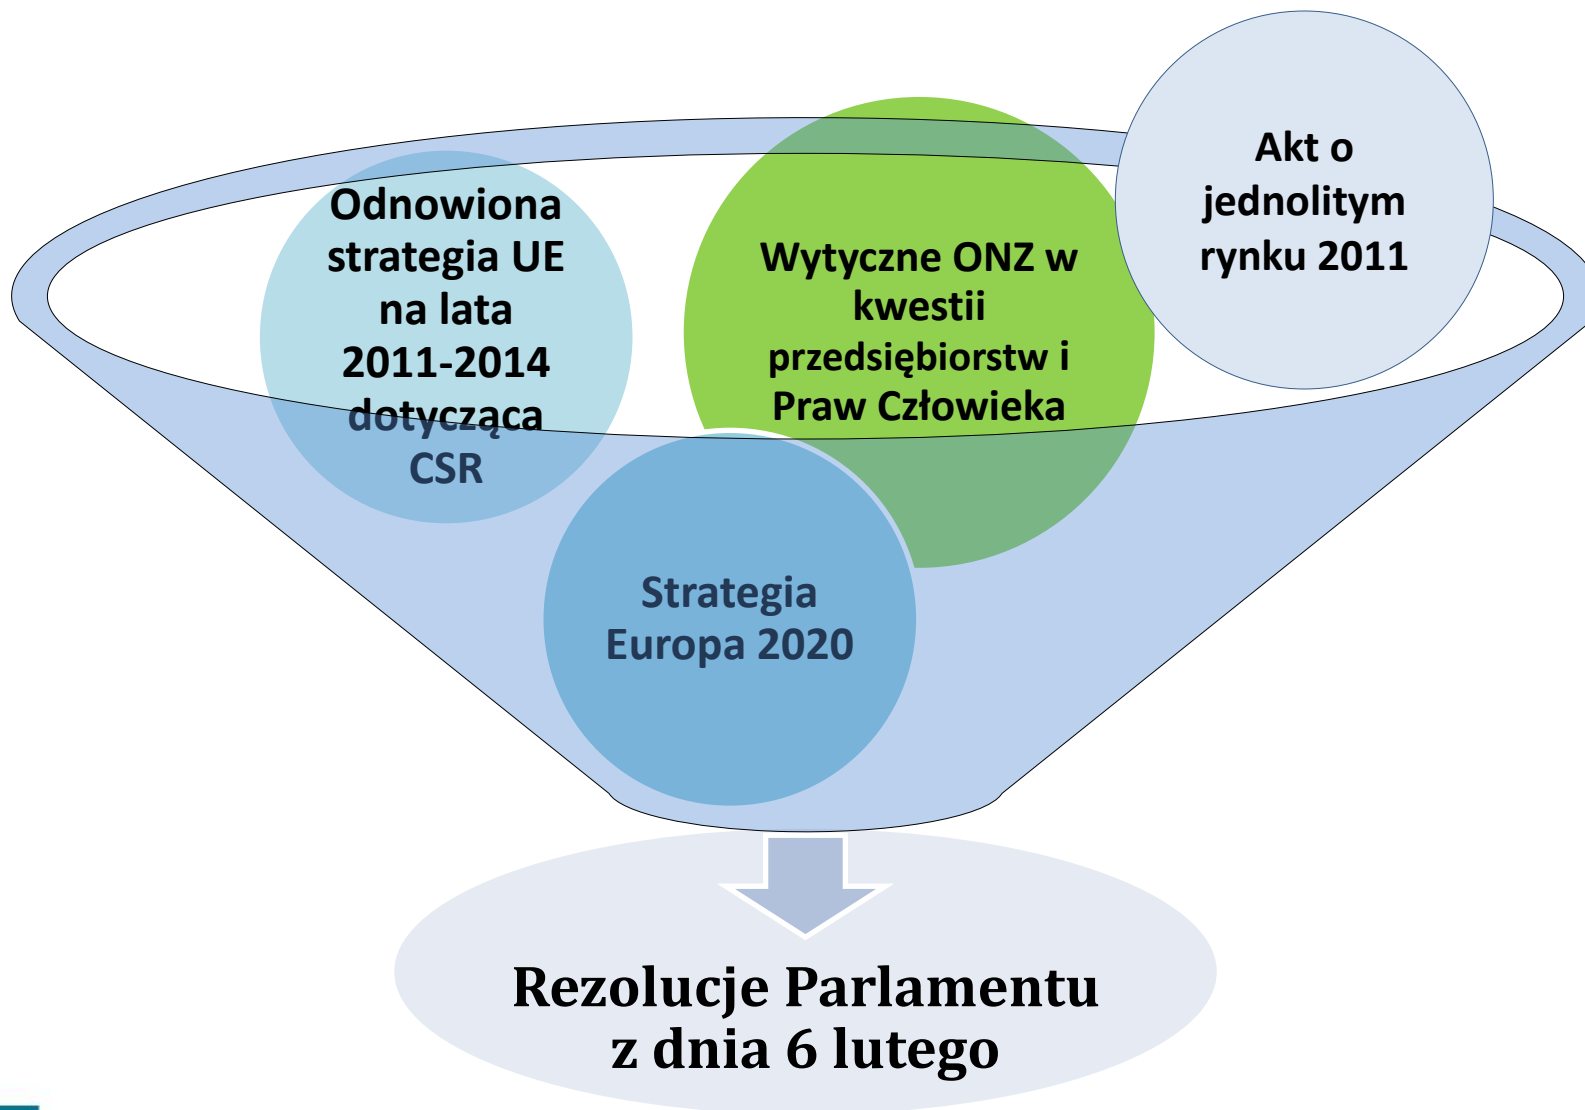 Odnowiona
strategia UE
na lata
2011-2014
dotycząca
CSR
Wytyczne ONZ w
kwestii
przedsiębiorstw i
Praw Człowieka
Akt o
jednolitym
rynku 2011
Strategia
Europa 2020
Rezolucje Parlamentu
z dnia 6 lutego